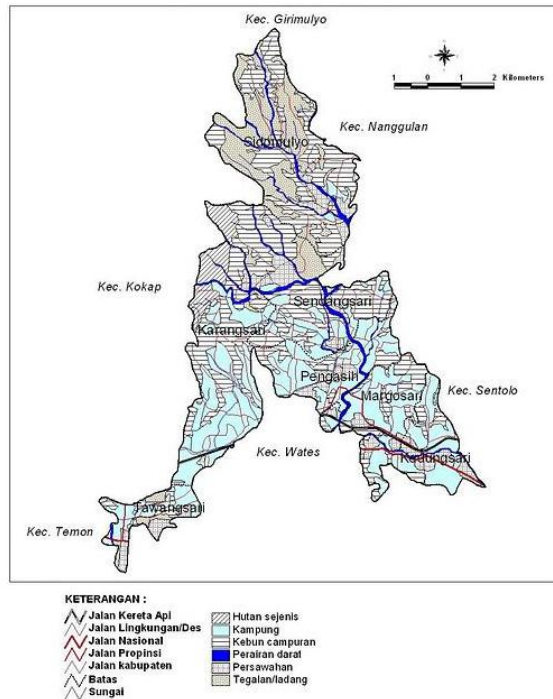 Kec. Girimulyo
1 0 1 2 Kilometers
Kec. Nanggulan
Sidomulyo
Kec. Kokap
Sendangsari
Karangsari
Pengasih
Margosari
Kec. Sentolo
Kec. Wates
Kedungsari
Tawangsari
Kec. Temon
KETERANGAN :
Jalan Kereta Api
Jalan Lingkungan/Des
Jalan Nasional
Jalan Propinsi
Jalan kabupaten
Batas
Sungai
Hutan sejenis
Kampung
Kebun campuran
Perairan darat
Persawahan
Tegalan/ladang